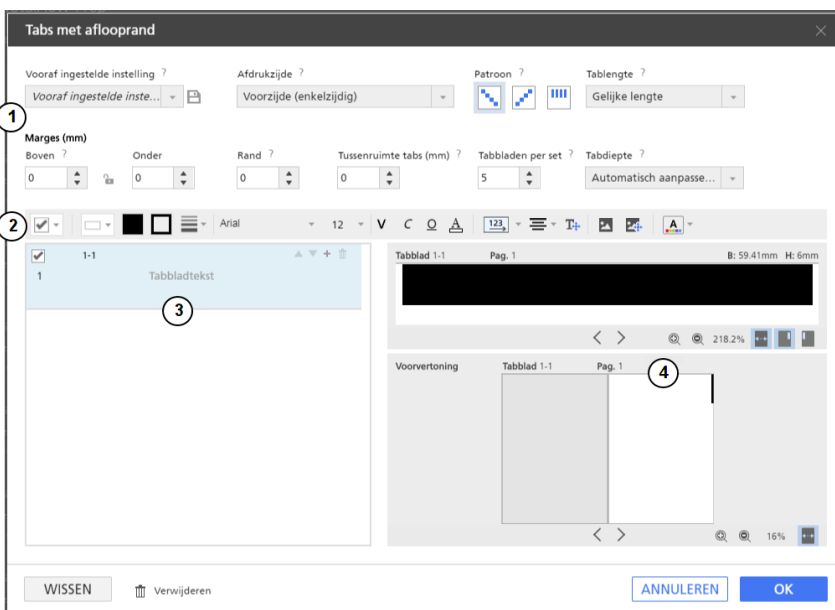 Tabs met aflooprand
Vooraf ingestelde instelling ? Afdrukzijde ? Patroon ? Tablengte ?
Vooraf ingestelde inste... Voorzijde (enkelzijdig) Gelijke lengte
1
Marges (mm)
Boven ? Onder Rand ? Tussenruimte tabs (mm) ? Tabbladen per set ? Tabdiepte ?
0 0 0 0 5 Automatisch aanpasse...
2 Arial 12 V C O A 123 T A
1-1
1 Tabbladtekst
3
Tabblad 1-1 Pag. 1 B: 59.41mm H: 6mm
218.2%
Voorvertoning Tabblad 1-1 Pag. 1
4
16%
WISSEN Verwijderen ANNULEREN OK